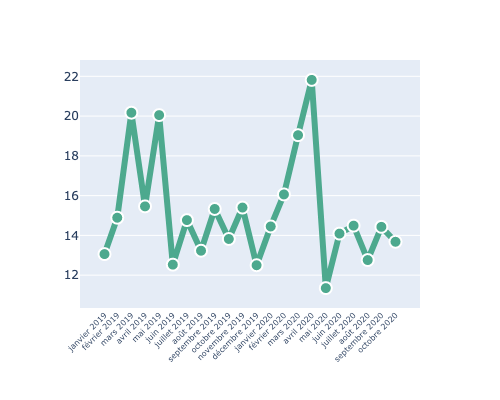 22
20
18
16
14
12
janvier 2019
février 2019
mars 2019
avril 2019
mai 2019
juin 2019
juillet 2019
août 2019
septembre 2019
octobre 2019
novembre 2019
décembre 2019
janvier 2020
février 2020
mars 2020
avril 2020
mai 2020
juin 2020
juillet 2020
août 2020
septembre 2020
octobre 2020